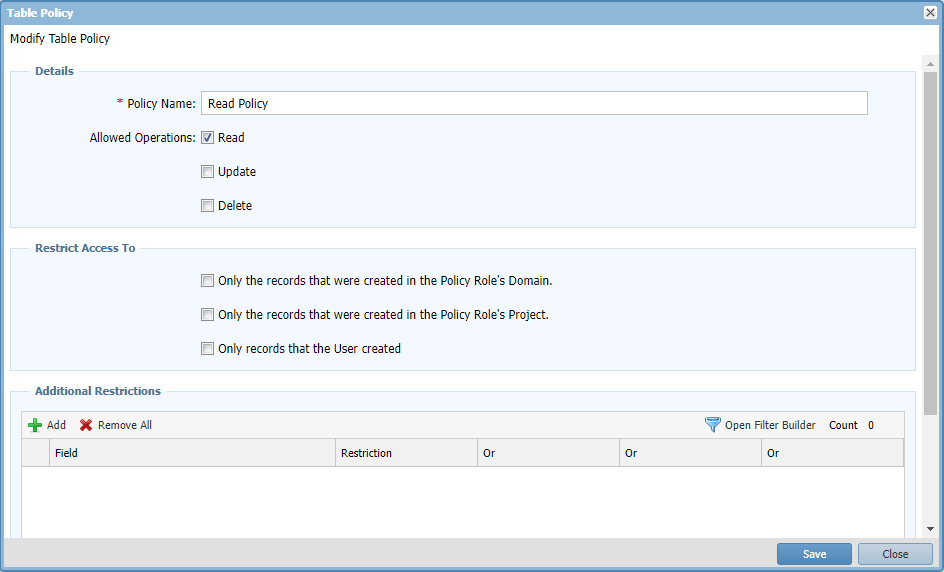 Table Policy
Modify Table Policy
Details
* Policy Name: Read Policy
Allowed Operations: Read
Update
Delete
Restrict Access To
Only the records that were created in the Policy Role's Domain.
Only the records that were created in the Policy Role's Project.
Only records that the User created
Additional Restrictions
Add Remove All Open Filter Builder Count 0
Field Restriction Or Or Or
Save Close